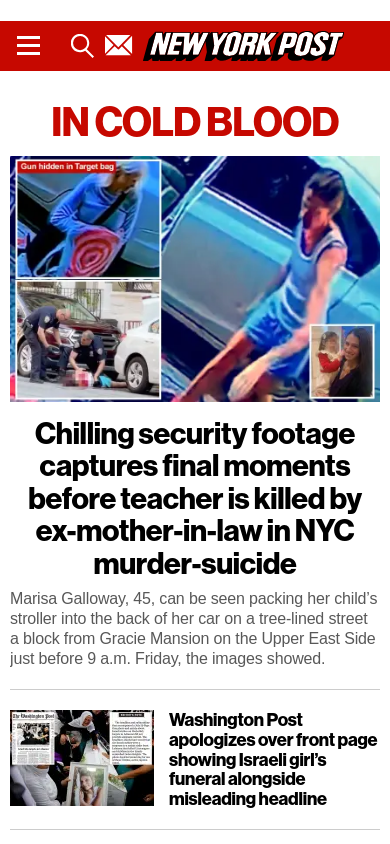 NEW YORK POST
IN COLD BLOOD
Gun hidden in Target bag
Chilling security footage
captures final moments
before teacher is killed by
ex-mother-in-law in NYC
murder-suicide
Marisa Galloway, 45, can be seen packing her child’s
stroller into the back of her car on a tree-lined street
a block from Gracie Mansion on the Upper East Side
just before 9 a.m. Friday, the images showed.
The Washington Post
Washington Post
apologizes over front page
showing Israeli girl’s
funeral alongside
misleading headline